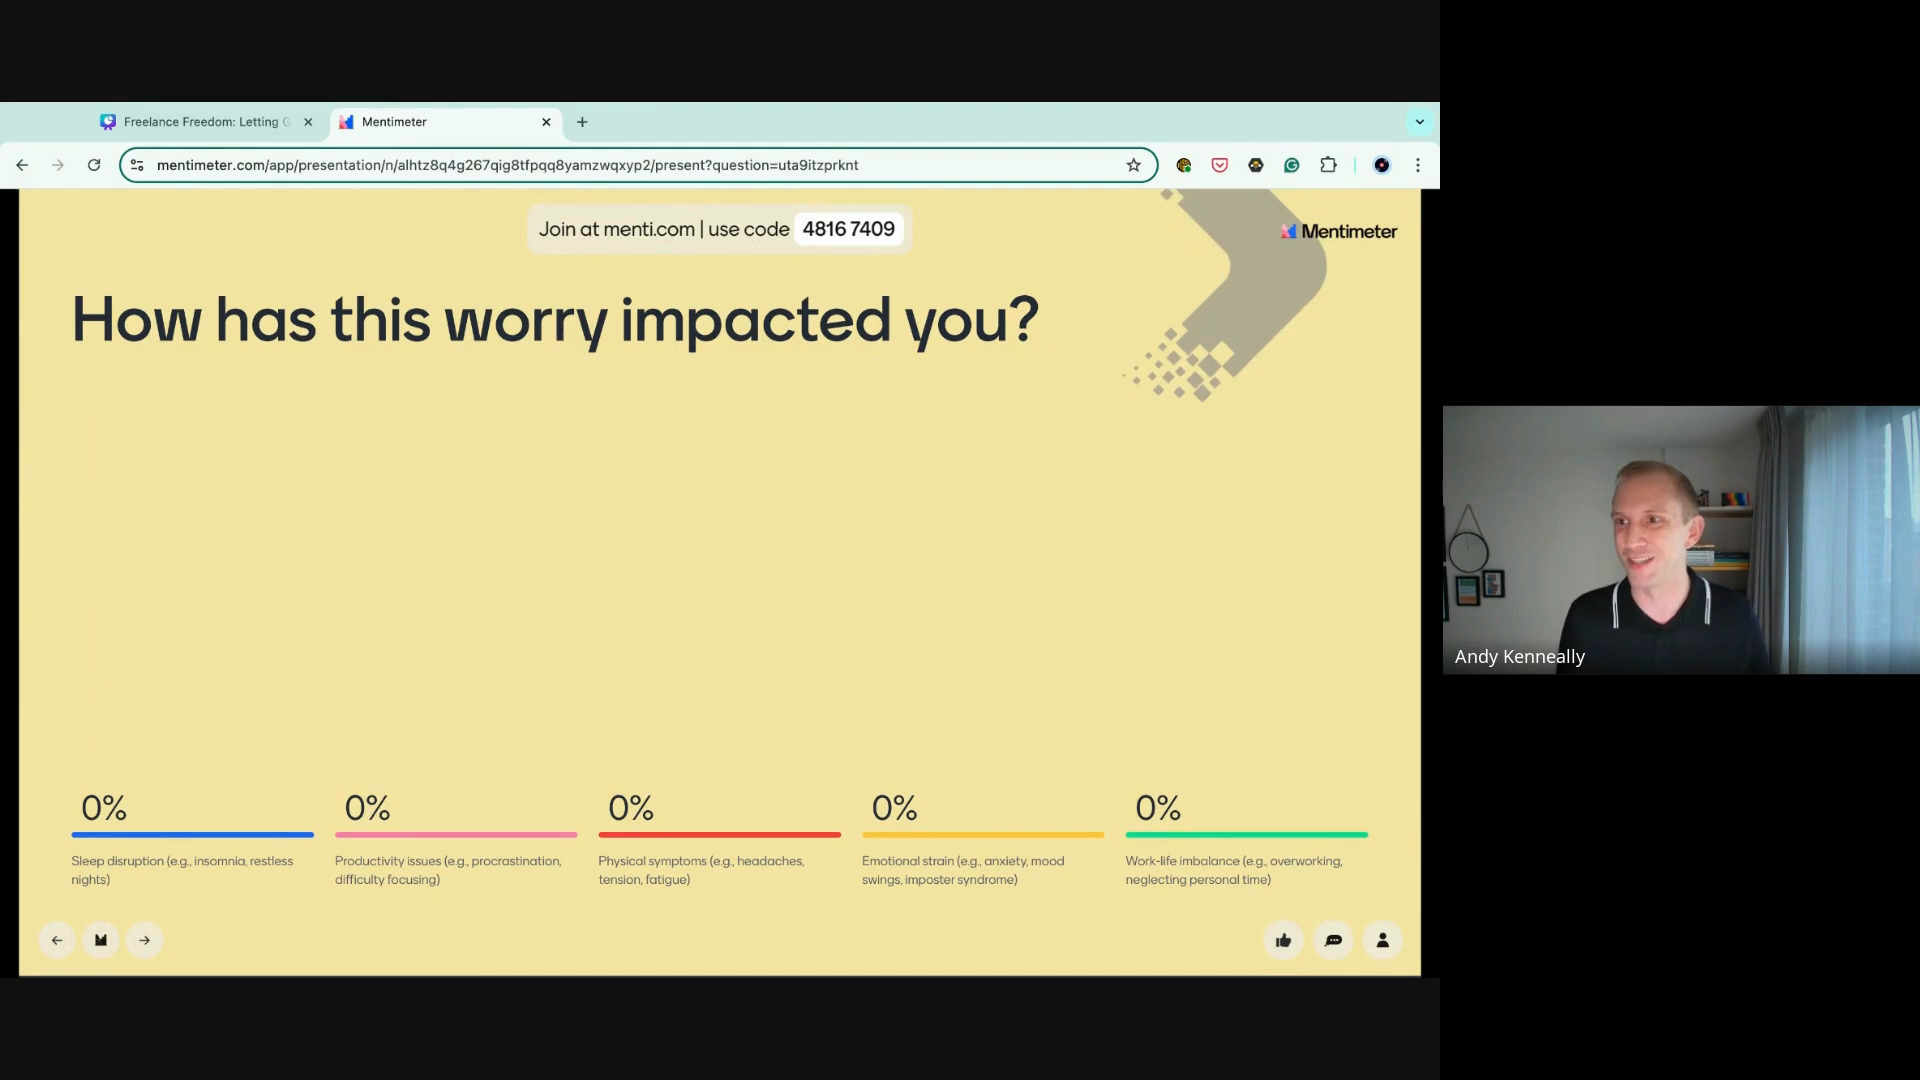 Freelance Freedom: Letting G
Mentimeter
mentimeter.com/app/presentation/n/alhtz8q4g267qig8tfpqq8yamzwqxyp2/present?question=uta9itzprknt
Join at menti.com | use code 4816 7409
Mentimeter
How has this worry impacted you?
0%
Sleep disruption (e.g., insomnia, restless
nights)
0%
Productivity issues (e.g., procrastination,
difficulty focusing)
0%
Physical symptoms (e.g., headaches,
tension, fatigue)
0%
Emotional strain (e.g., anxiety, mood
swings, imposter syndrome)
0%
Work-life imbalance (e.g., overworking,
neglecting personal time)
Andy Kenneally